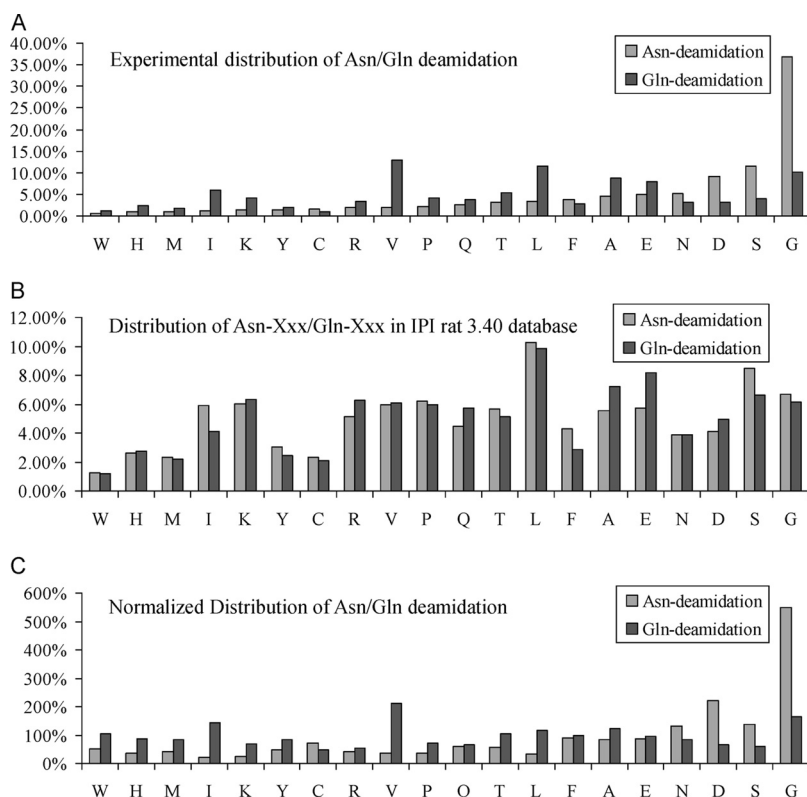 A
40.00%
35.00%
30.00%
25.00%
20.00%
15.00%
10.00%
5.00%
0.00%
Experimental distribution of Asn/Gln deamidation
Asn-deamidation
Gln-deamidation
W H M I K Y C R V P Q T L F A E N D S G
B
12.00%
10.00%
8.00%
6.00%
4.00%
2.00%
0.00%
Distribution of Asn-Xxx/Gln-Xxx in IPI rat 3.40 database
Asn-deamidation
Gln-deamidation
W H M I K Y C R V P Q T L F A E N D S G
C
600%
500%
400%
300%
200%
100%
0%
Normalized Distribution of Asn/Gln deamidation
Asn-deamidation
Gln-deamidation
W H M I K Y C R V P Q T L F A E N D S G